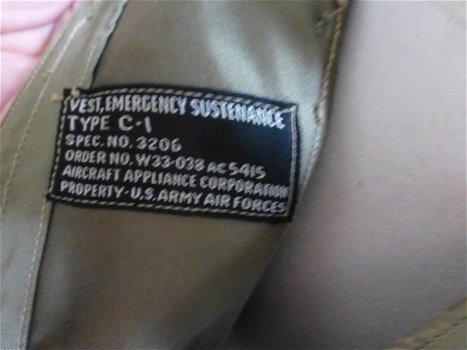 VEST, EMERGENCY SUSTENANCE
TYPE C-1
SPEC. NO. 3206
ORDER NO. W33-038 AC 5415
AIRCRAFT APPLIANCE CORPORATION
PROPERTY - U.S. ARMY AIR FORCES